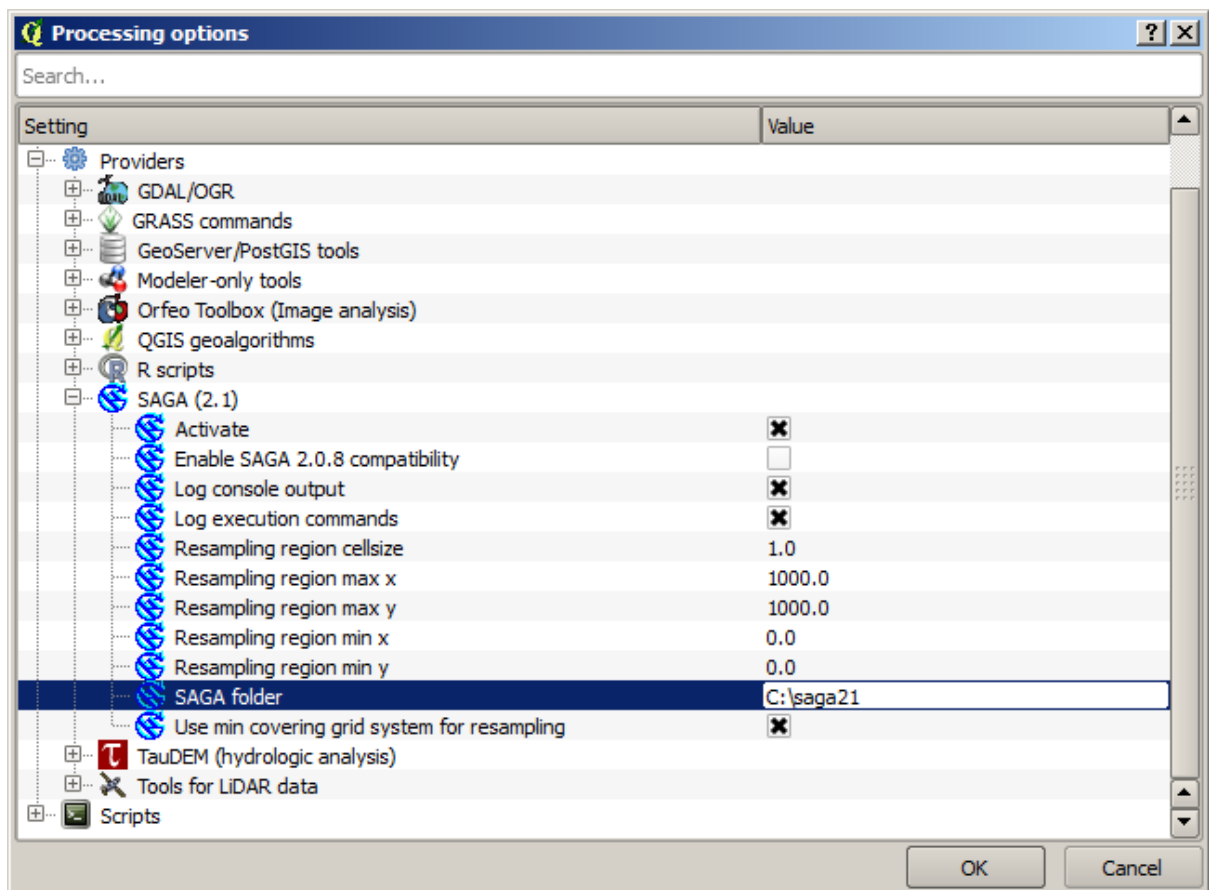 Processing options
Search...
Setting Value
Providers
GDAL/OGR
GRASS commands
GeoServer/PostGIS tools
Modeler-only tools
Orfeo Toolbox (Image analysis)
QGIS geoalgorithms
R scripts
SAGA (2.1)
Activate
Enable SAGA 2.0.8 compatibility
Log console output
Log execution commands
Resampling region cellsize 1.0
Resampling region max x 1000.0
Resampling region max y 1000.0
Resampling region min x 0.0
Resampling region min y 0.0
SAGA folder C:\saga21
Use min covering grid system for resampling
TauDEM (hydrologic analysis)
Tools for LiDAR data
Scripts
OK Cancel